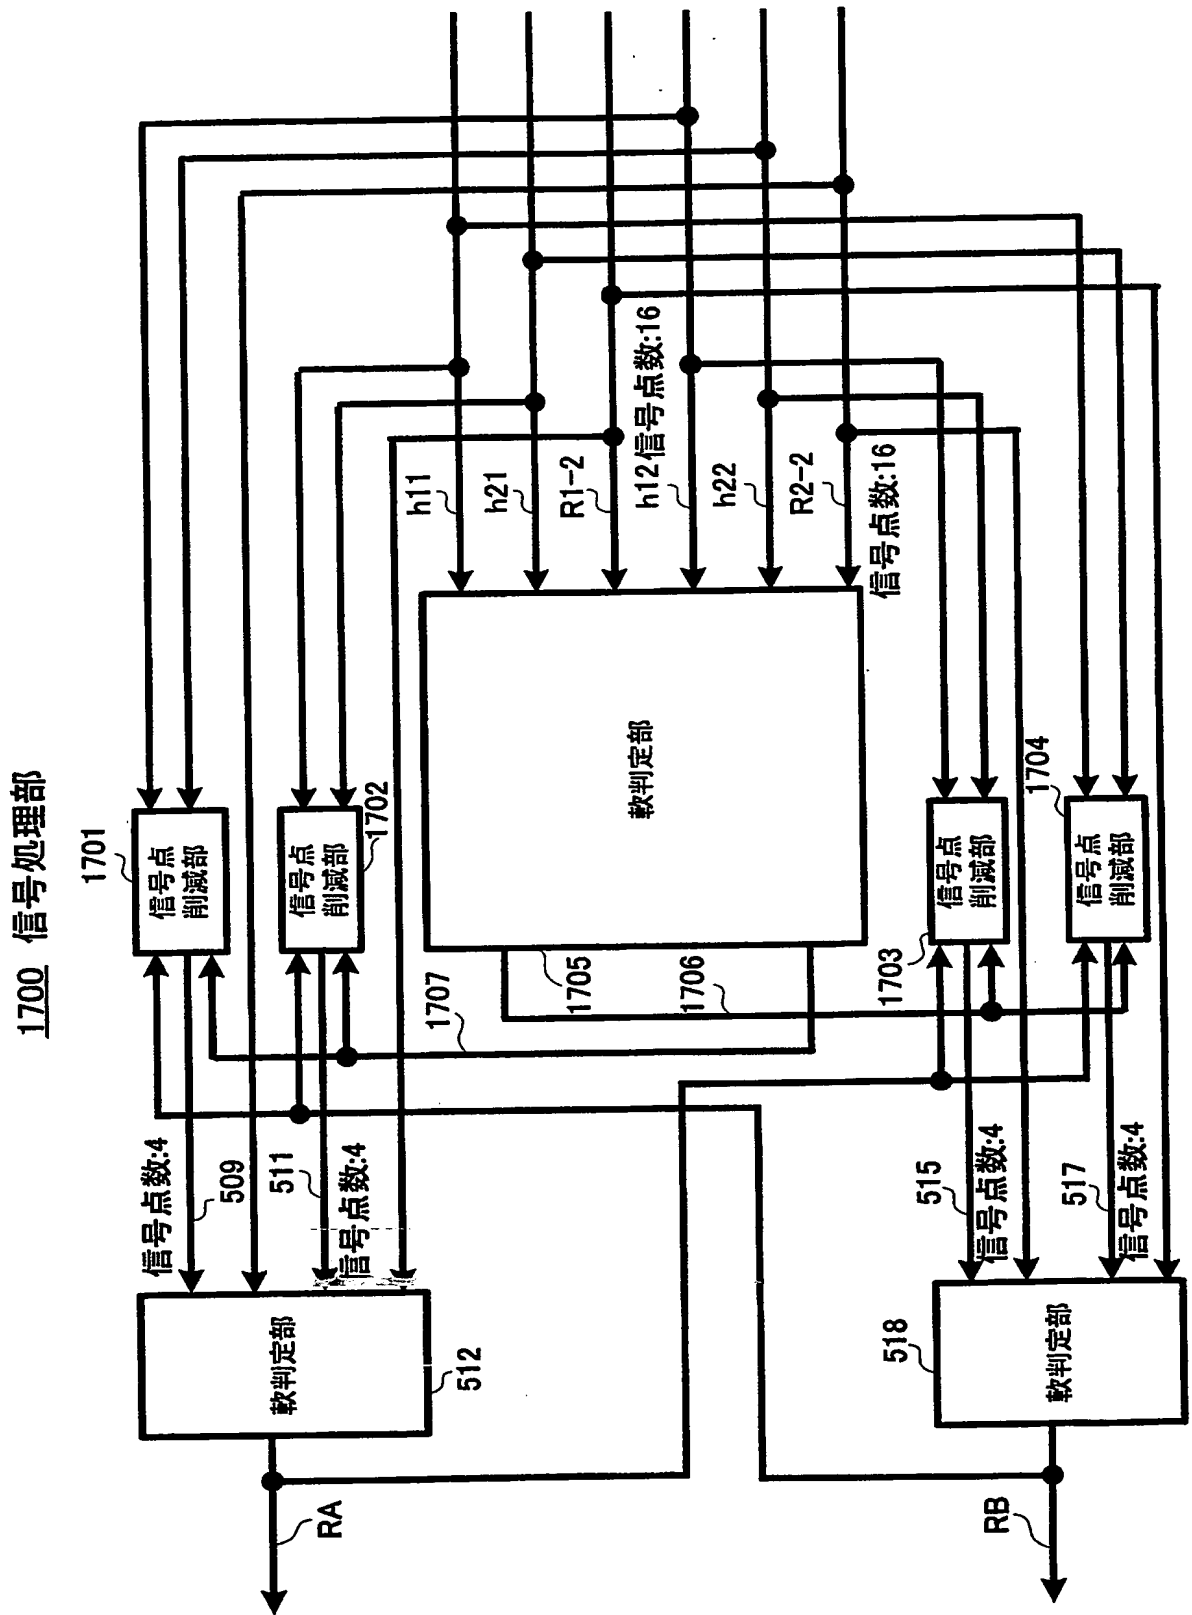 1700 信号処理部
1701
信号点
削減部
信号点
削減部
1702
軟判定部
1705
1706
1707
信号点
削減部
1703
信号点
削減部
1704
h11
h21
R1-2
信号点数:16
h12
h22
R2-2
信号点数:16
信号点数:4
509
511
信号点数:4
515
信号点数:4
517
信号点数:4
軟判定部
512
軟判定部
518
RA
RB